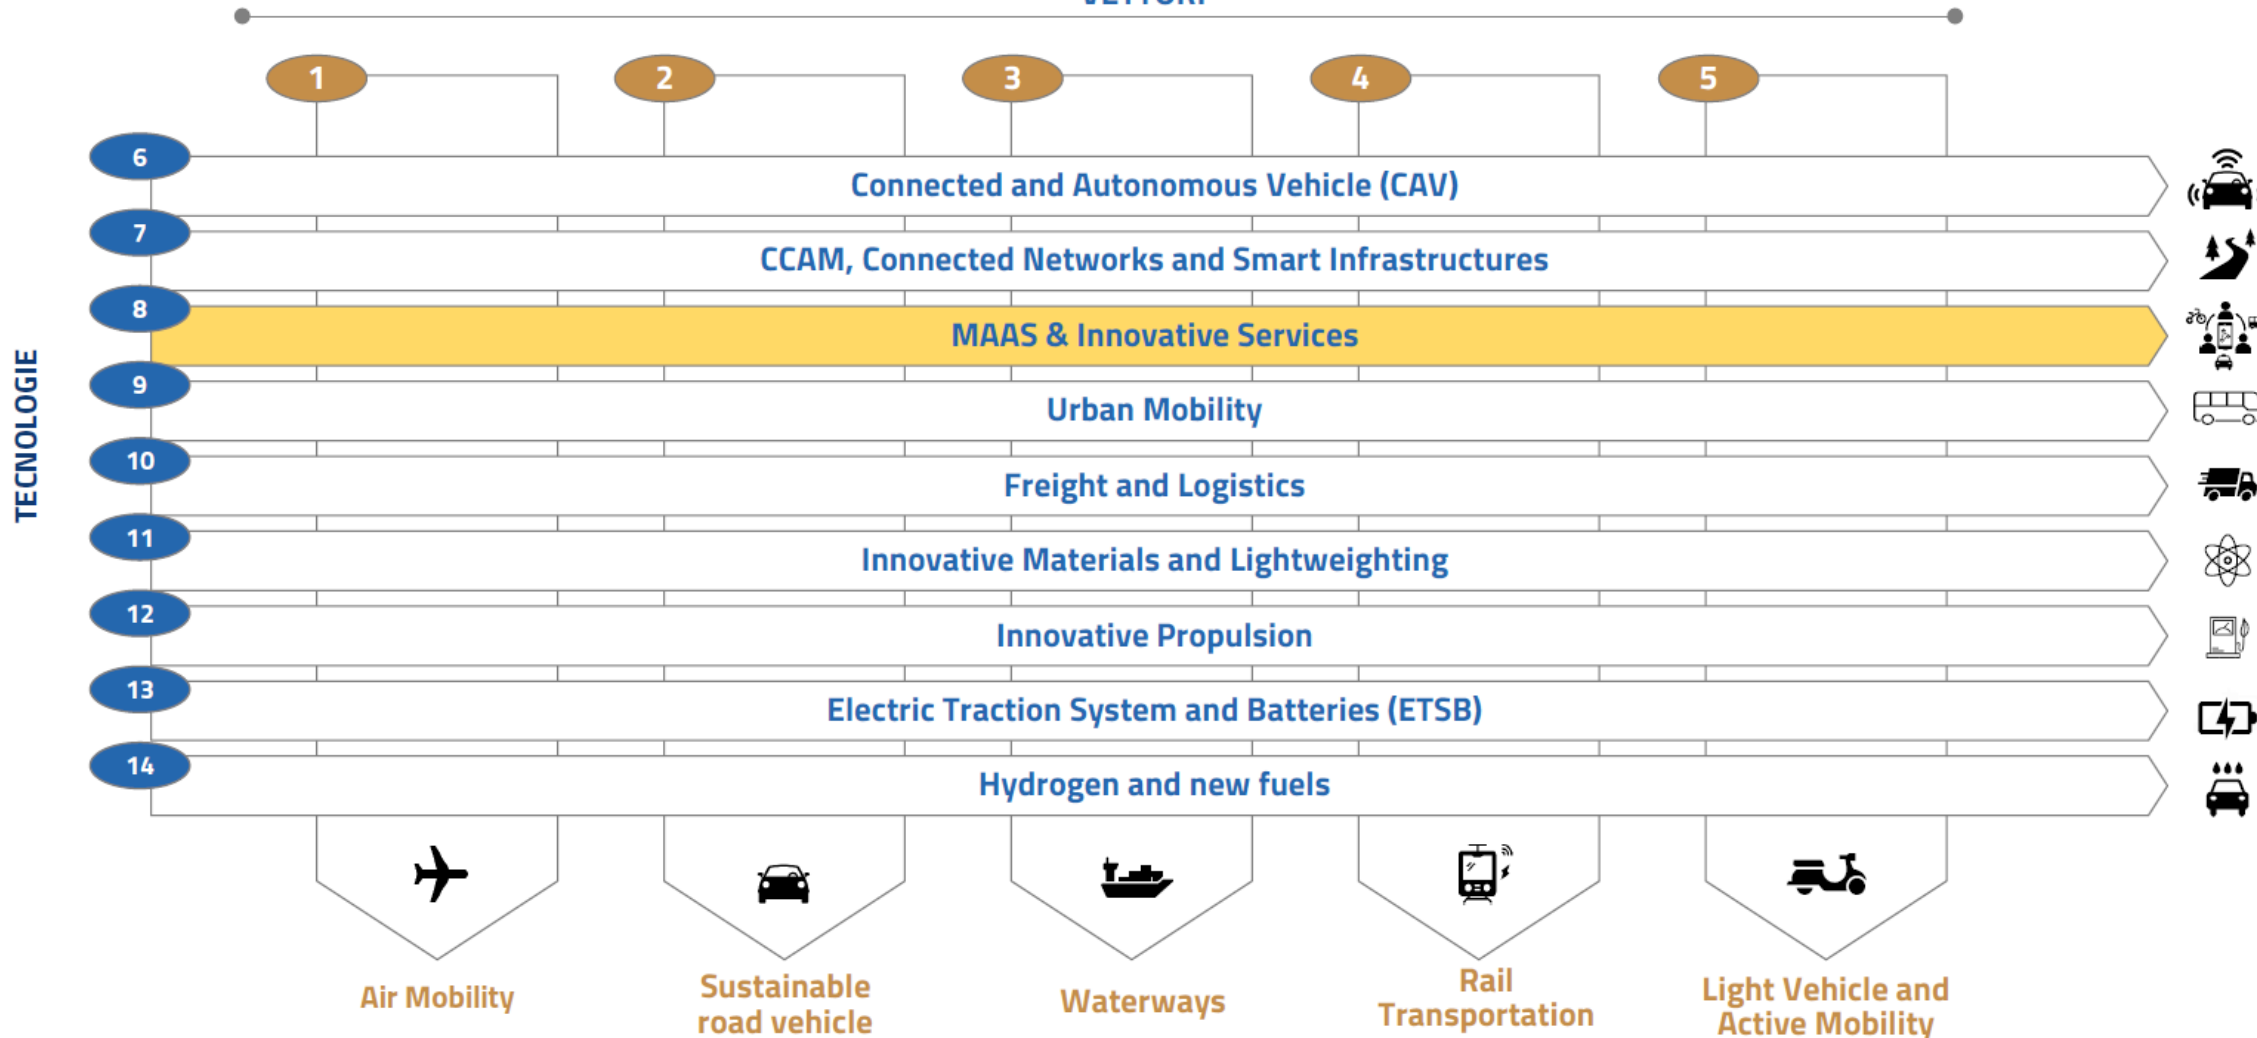 VETTORI
1
2
3
4
5
TECNOLOGIE
6
Connected and Autonomous Vehicle (CAV)
7
CCAM, Connected Networks and Smart Infrastructures
8
MAAS & Innovative Services
9
Urban Mobility
10
Freight and Logistics
11
Innovative Materials and Lightweighting
12
Innovative Propulsion
13
Electric Traction System and Batteries (ETSB)
14
Hydrogen and new fuels
Air Mobility
Sustainable
road vehicle
Waterways
Rail
Transportation
Light Vehicle and
Active Mobility